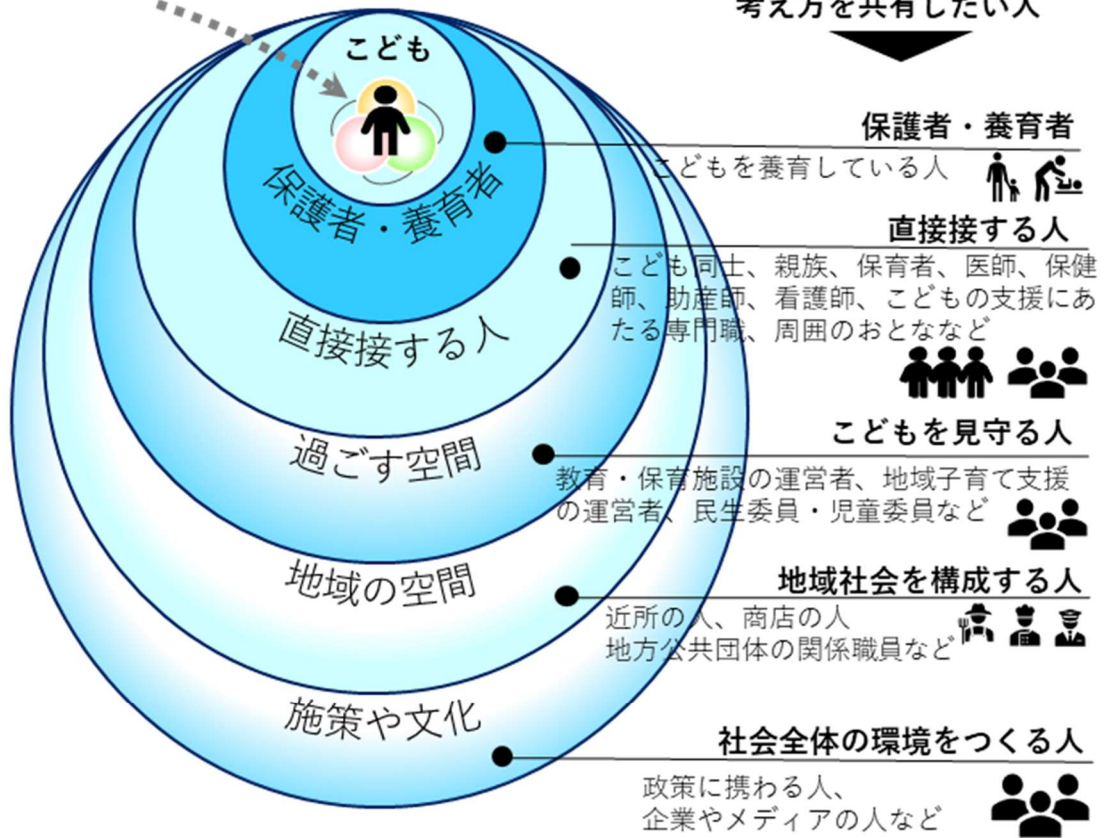 考え方を共有したい人
こども
保護者・養育者
直接接する人
過ごす空間
地域の空間
施策や文化
保護者・養育者
こどもを養育している人
直接接する人
こども同士、親族、保育者、医師、保健
師、助産師、看護師、こどもの支援にあ
たる専門職、周囲のおとななど
こどもを見守る人
教育・保育施設の運営者、地域子育て支援
の運営者、民生委員・児童委員など
地域社会を構成する人
近所の人、商店の人
地方公共団体の関係職員など
社会全体の環境をつくる人
政策に携わる人、
企業やメディアの人など